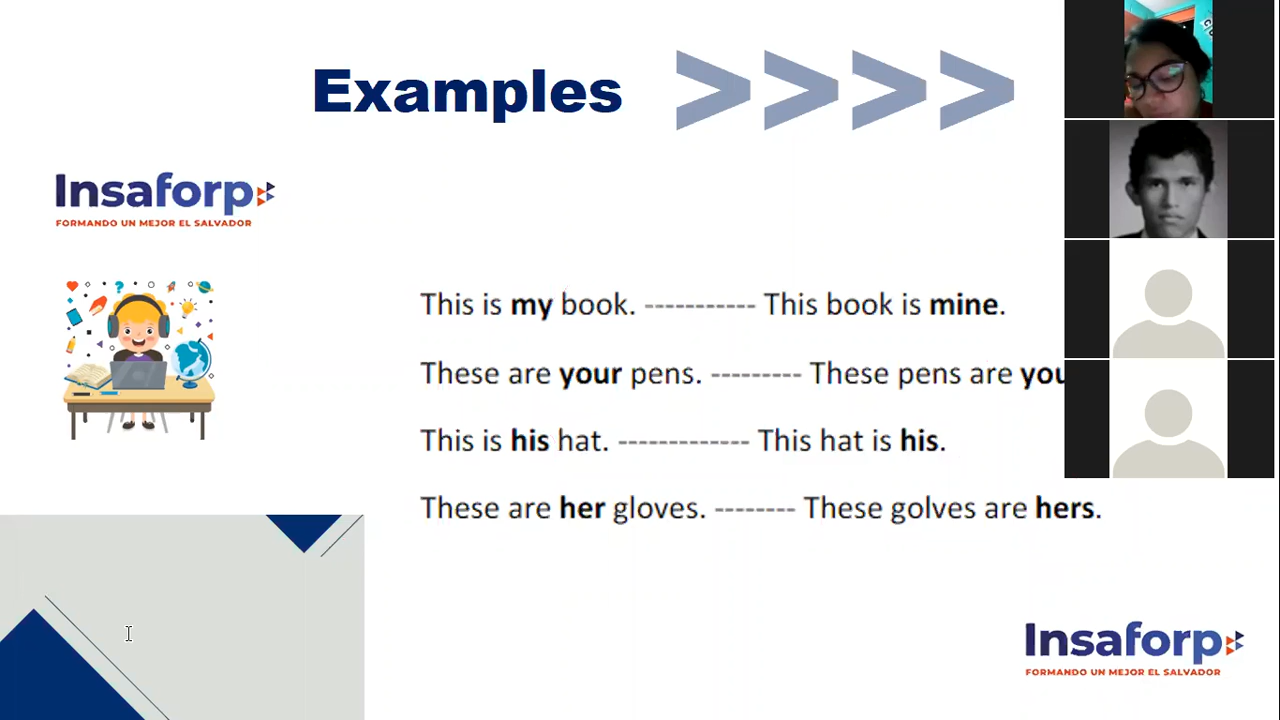 Examples
Insaforp
FORMANDO UN MEJOR EL SALVADOR
This is my book. ----------- This book is mine.
These are your pens. --------- These pens are you
This is his hat. ------------- This hat is his.
These are her gloves. -------- These golves are hers.
Insaforp
FORMANDO UN MEJOR EL SALVADOR